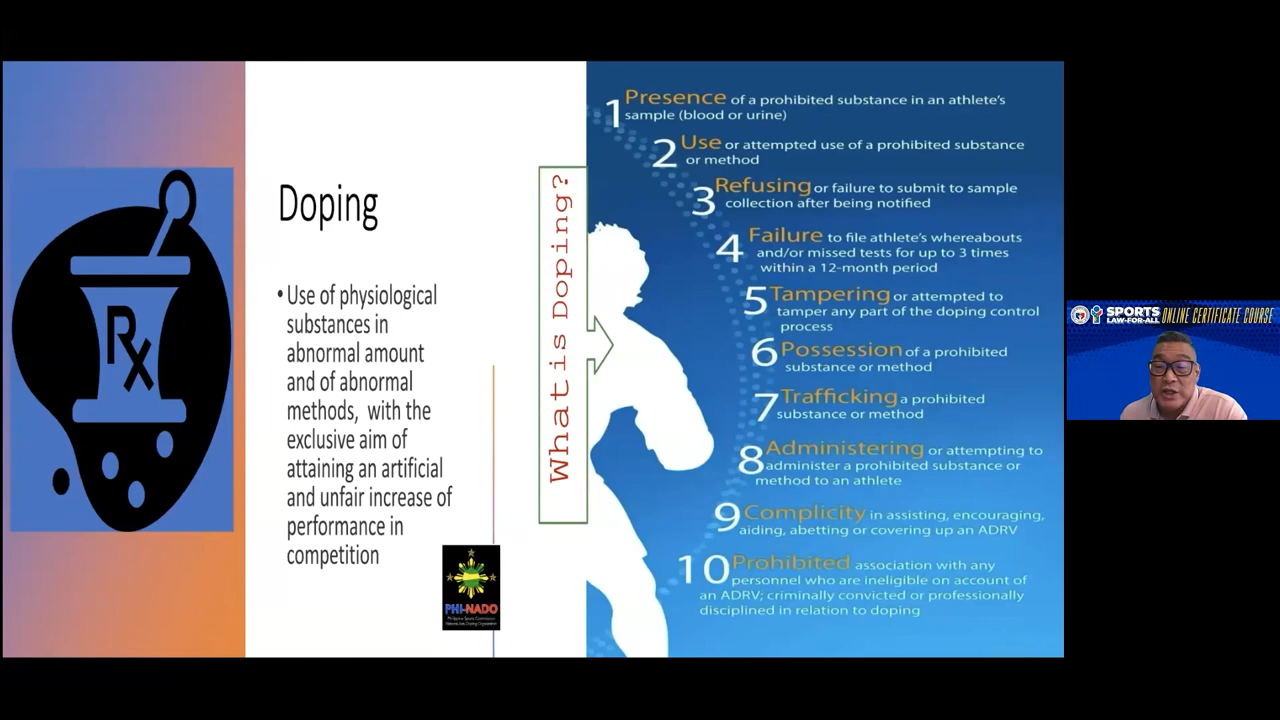 Doping
• Use of physiological
substances in
abnormal amount
and of abnormal
methods, with the
exclusive aim of
attaining an artificial
and unfair increase of
performance in
competition
Rx
PHI-NADO
Philippine Sports Commission
What is Doping?
1 Presence of a prohibited substance in an athlete's
sample (blood or urine)
2 Use or attempted use of a prohibited substance
or method
3 Refusing or failure to submit to sample
collection after being notified
4 Failure to file athlete's whereabouts
and/or missed tests for up to 3 times
within a 12-month period
5 Tampering or attempted to
tamper any part of the doping control
process
6 Possession of a prohibited
substance or method
7 Trafficking a prohibited
substance or method
8 Administering or attempting to
administer a prohibited substance or
method to an athlete
9 Complicity in assisting, encouraging,
aiding, abetting or covering up an ADRV
10 Prohibited association with any
personnel who are ineligible on account of
an ADRV; criminally convicted or professionally
disciplined in relation to doping
SPORTS
LAW-FOR-ALL
ONLINE CERTIFICATE COURSE